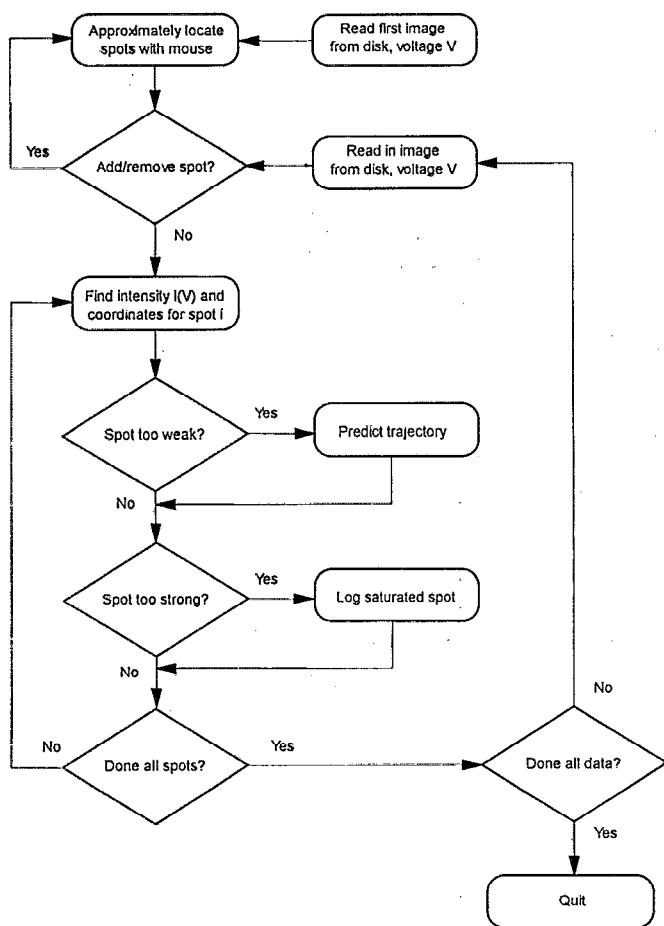 Approximately locate
spots with mouse
Read first image
from disk, voltage V
Yes
Add/remove spot?
Read in image
from disk, voltage V
No
Find intensity I(V) and
coordinates for spot i
Spot too weak?
Yes
Predict trajectory
No
Spot too strong?
Yes
Log saturated spot
No
No
Done all spots?
Yes
No
Done all data?
Yes
Quit